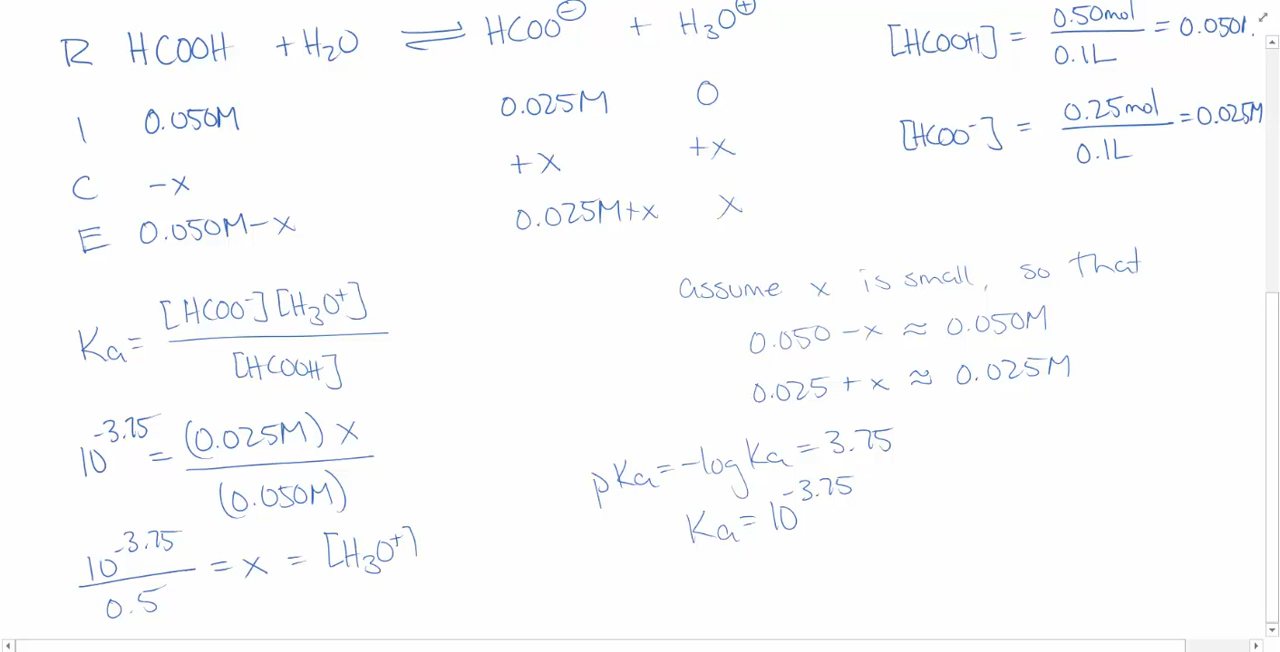 R HCOOH + H₂O ⇌ HCOO⊖ + H₃O⊕
I 0.050M 0.025M 0
C -x +x +x
E 0.050M-x 0.025M+x x
[HCOOH] = 0.50mol / 0.1L = 0.050M
[HCOO⁻] = 0.25mol / 0.1L = 0.025M
Ka = [HCOO⁻][H₃O⁺] / [HCOOH]
10^-3.75 = (0.025M) x / (0.050M)
10^-3.75 / 0.5 = x = [H₃O⁺]
assume x is small, so that
0.050 - x ≈ 0.050M
0.025 + x ≈ 0.025M
pKa = -log Ka = 3.75
Ka = 10^-3.75